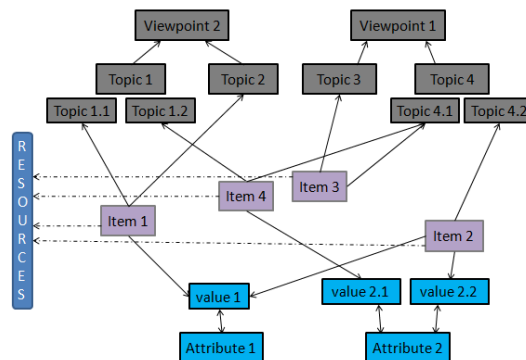 Viewpoint 2
Viewpoint 1
Topic 1
Topic 2
Topic 3
Topic 4
Topic 1.1
Topic 1.2
Topic 4.1
Topic 4.2
RESOURCES
Item 3
Item 4
Item 1
Item 2
value 1
value 2.1
value 2.2
Attribute 1
Attribute 2